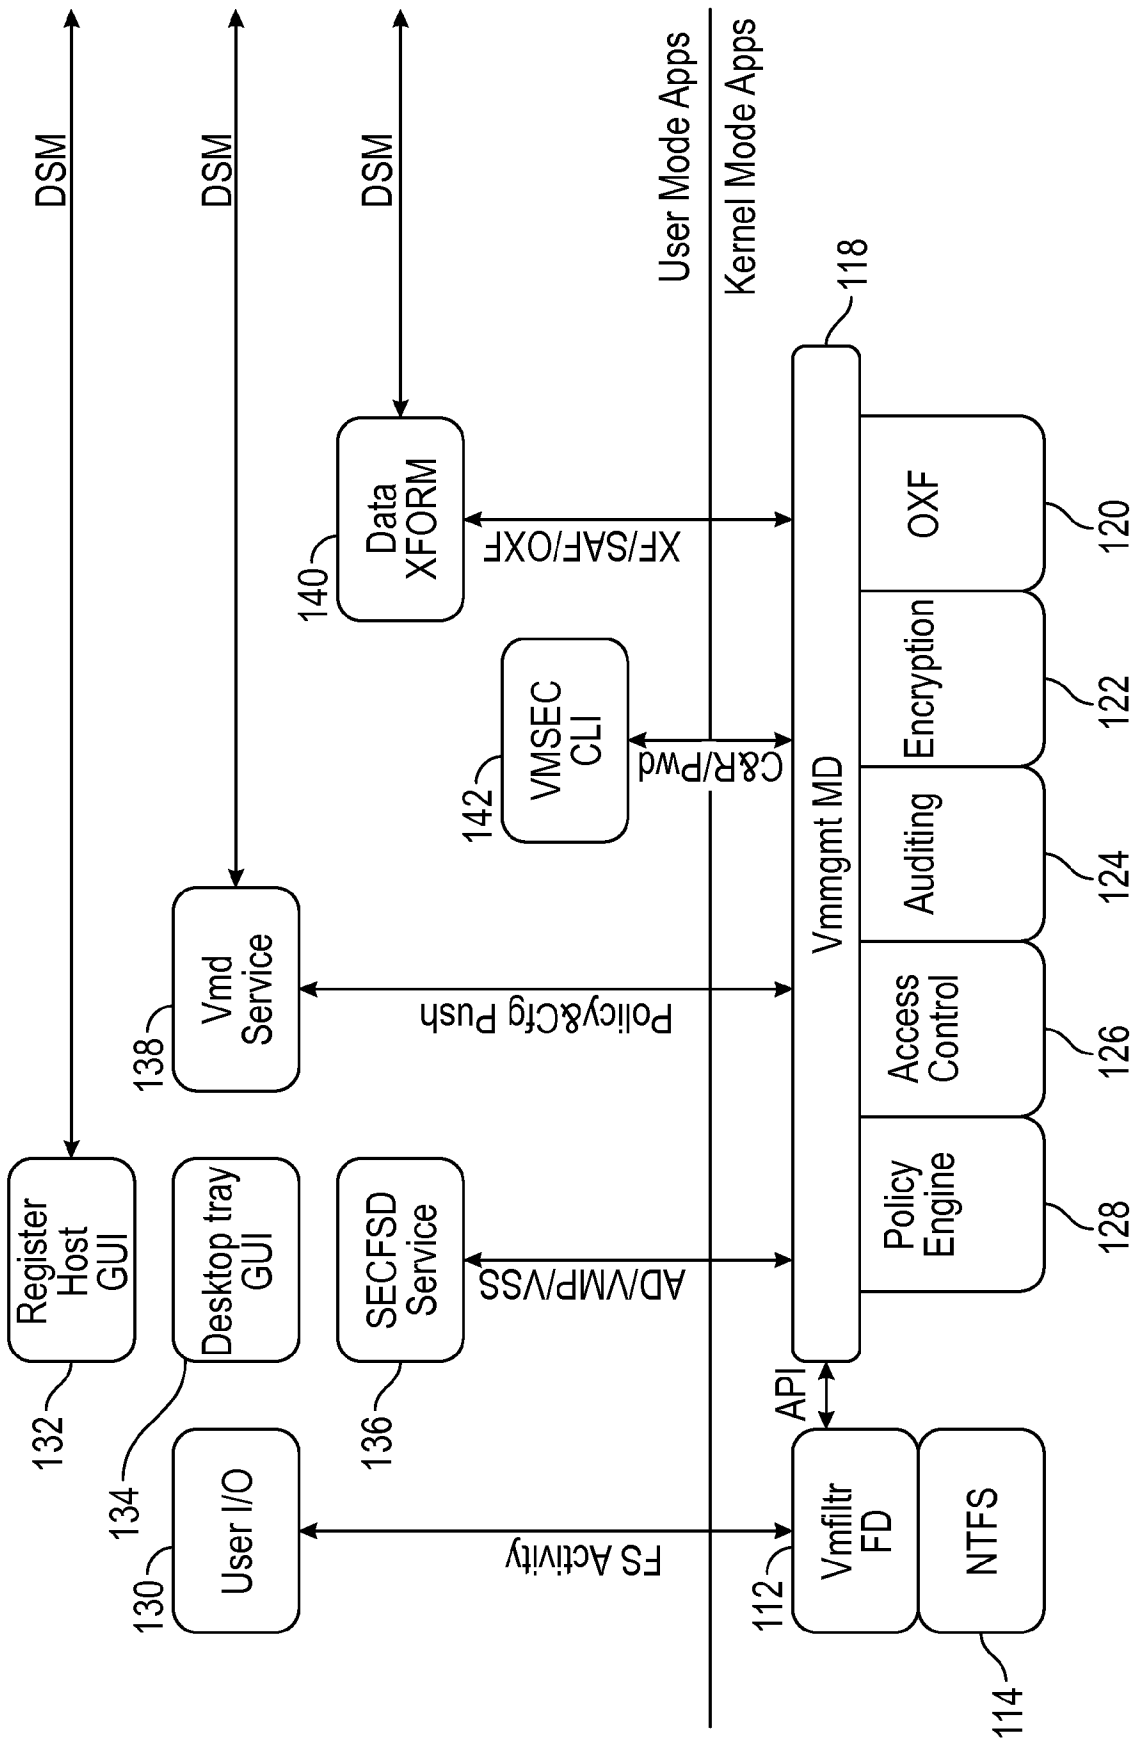 DSM
Register
Host
GUI
132
DSM
User I/O
130
Desktop tray
GUI
134
Vmd
Service
138
DSM
SECFSD
Service
136
Data
XFORM
140
VMSEC
CLI
142
FS Activity
AD/VMP/VSS
Policy&Cfg Push
C&R/Pwd
XF/SAF/OXF
User Mode Apps
Kernel Mode Apps
Vmfiltr
FD
112
API
Vmmgmt MD
118
NTFS
114
Policy
Engine
128
Access
Control
126
Auditing
124
Encryption
122
OXF
120